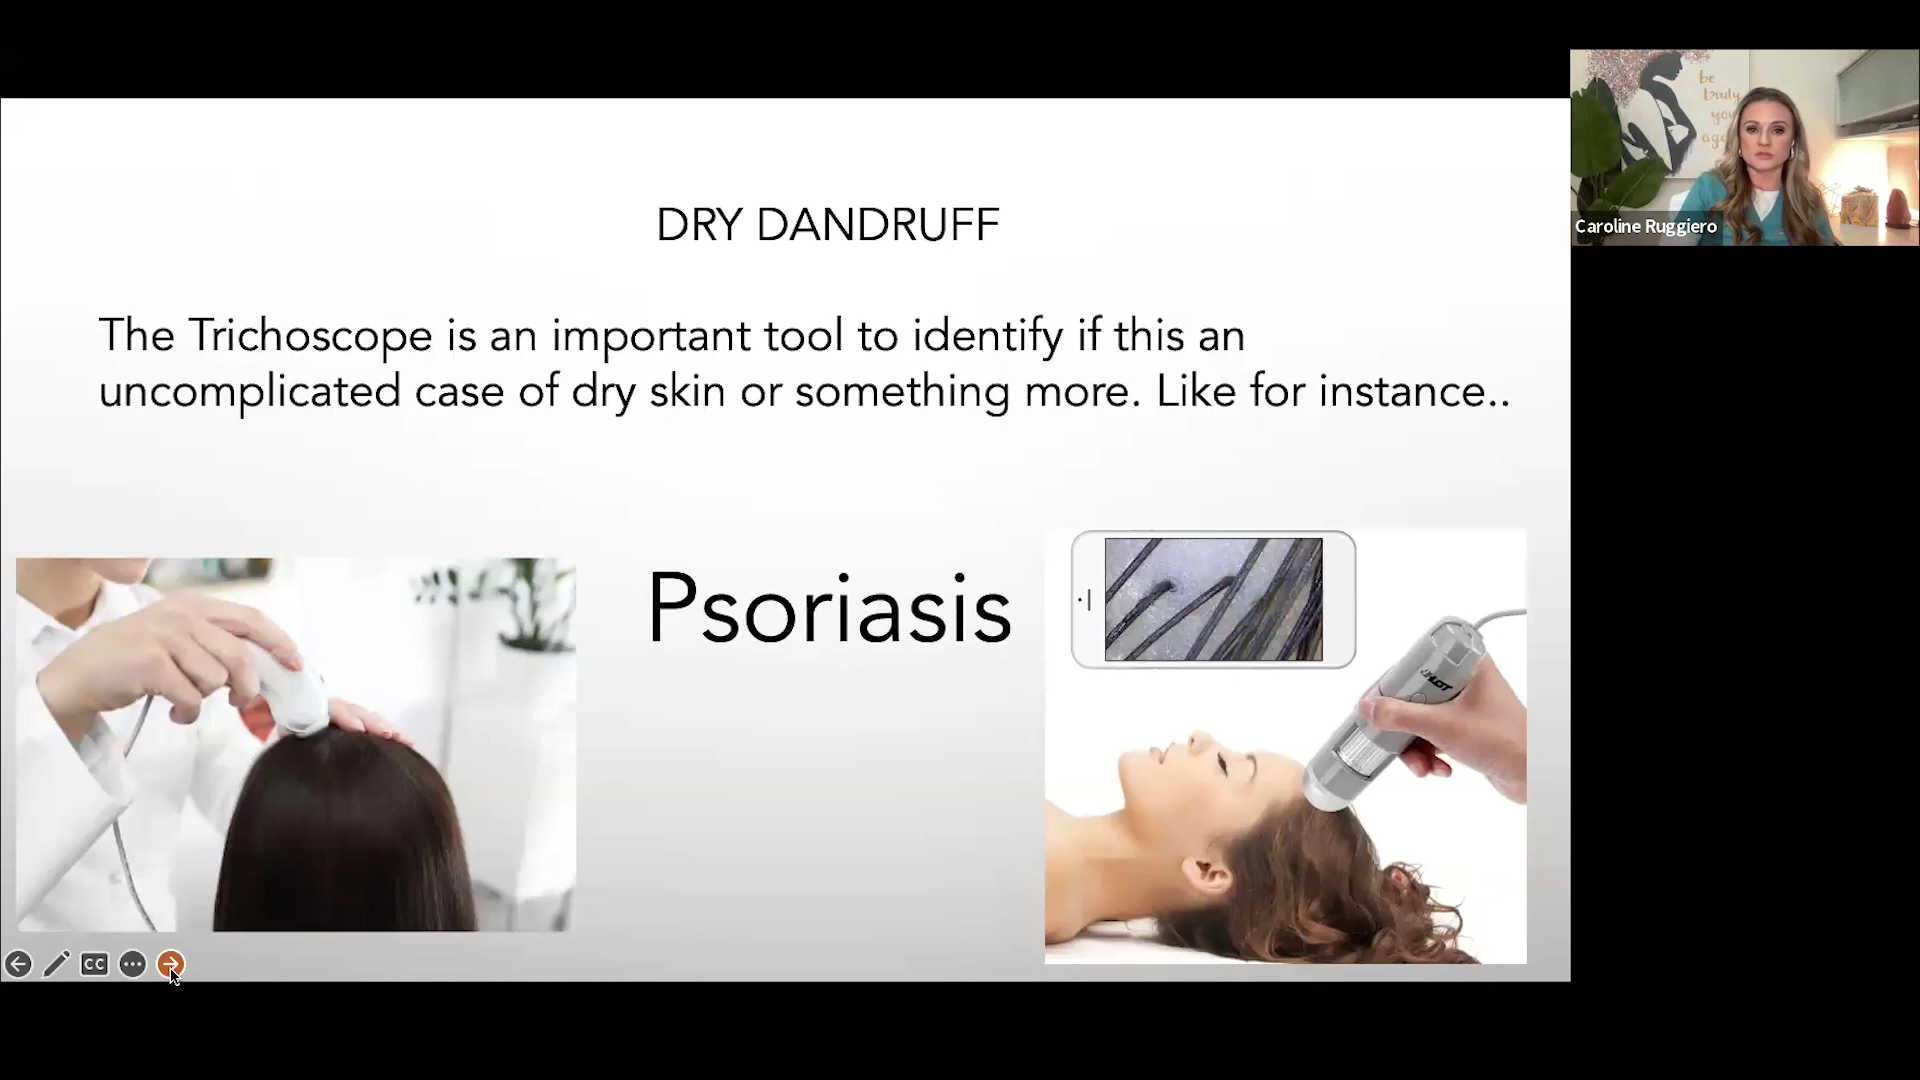 DRY DANDRUFF
The Trichoscope is an important tool to identify if this an
uncomplicated case of dry skin or something more. Like for instance..
Psoriasis
be
truly
Caroline Ruggiero
CC